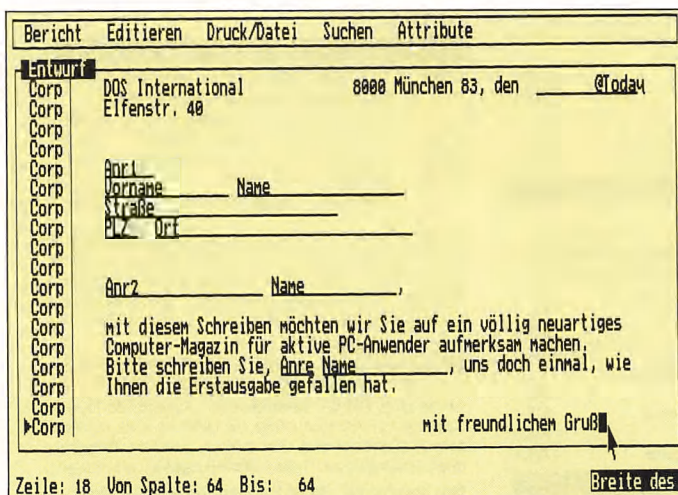 Bericht Editieren Druck/Datei Suchen Attribute
Entwurf
Corp DOS International 8000 München 83, den @Today
Corp Elfenstr. 40
Corp
Corp
Corp Anr1
Corp Vorname Name
Corp Straße
Corp PLZ Ort
Corp
Corp
Corp Anr2 Name ,
Corp
Corp mit diesem Schreiben möchten wir Sie auf ein völlig neuartiges
Corp Computer-Magazin für aktive PC-Anwender aufmerksam machen.
Corp Bitte schreiben Sie, Anre Name , uns doch einmal, wie
Corp Ihnen die Erstausgabe gefallen hat.
Corp
Corp mit freundlichem Gruß
Zeile: 18 Von Spalte: 64 Bis: 64 Breite des